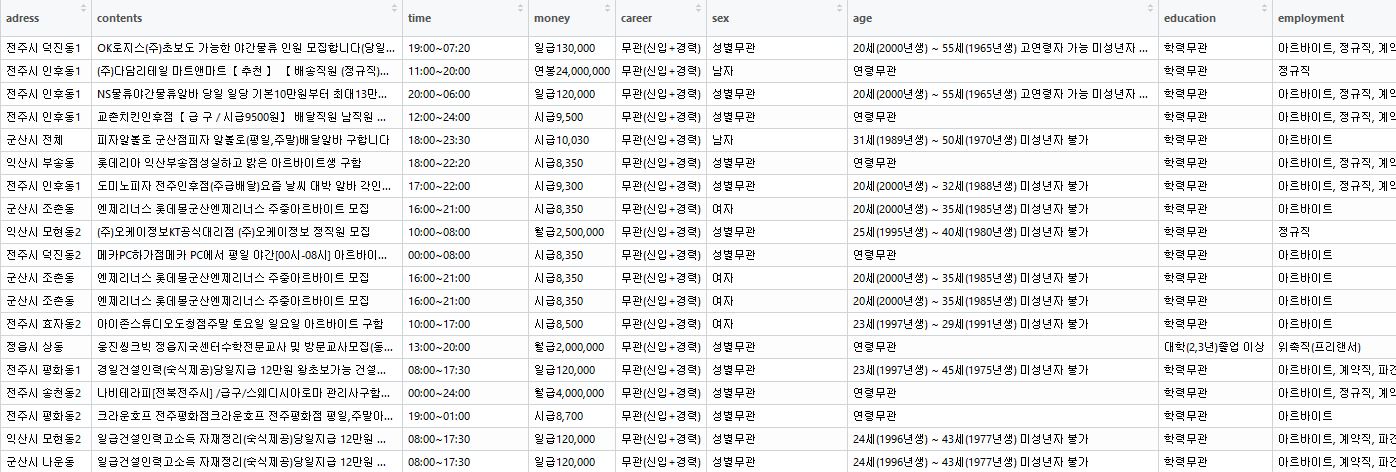 adress contents time money career sex age education employment
전주시 덕진동1 OK로지스(주)초보도 가능한 야간물류 인원 모집합니다(당일... 19:00~07:20 일급130,000 무관(신입+경력) 성별무관 20세(2000년생) ~ 55세(1965년생) 고연령자 가능 미성년자 ... 학력무관 아르바이트, 정규직, 계약
전주시 인후동1 (주)다담리테일 마트앤마트【 추천 】 【 배송직원 (정규직)... 11:00~20:00 연봉24,000,000 무관(신입+경력) 남자 연령무관 학력무관 정규직
전주시 인후동1 NS물류야간물류알바 당일 일당 기본10만원부터 최대13만... 20:00~06:00 일급120,000 무관(신입+경력) 성별무관 20세(2000년생) ~ 55세(1965년생) 고연령자 가능 미성년자 ... 학력무관 아르바이트, 정규직, 계약
전주시 인후동1 교촌치킨인후점【 급 구 / 시급9500원】 배달직원 남직원 ... 12:00~24:00 시급9,500 무관(신입+경력) 성별무관 연령무관 학력무관 아르바이트, 정규직, 계약
군산시 전체 피자알볼로 군산점피자 알볼로(평일,주말)배달알바 구합니다 18:00~23:30 시급10,030 무관(신입+경력) 남자 31세(1989년생) ~ 50세(1970년생) 미성년자 불가 학력무관 아르바이트
익산시 부송동 롯데리아 익산부송점성실하고 밝은 아르바이트생 구함 18:00~22:20 시급8,350 무관(신입+경력) 성별무관 연령무관 학력무관 아르바이트, 정규직, 계약
전주시 인후동1 도미노피자 전주인후점(주급배달)요즘 날씨 대박 알바 각인... 17:00~22:00 시급9,300 무관(신입+경력) 성별무관 20세(2000년생) ~ 32세(1988년생) 미성년자 불가 학력무관 아르바이트, 정규직, 계약
군산시 조촌동 엔제리너스 롯데몰군산엔제리너스 주중아르바이트 모집 16:00~21:00 시급8,350 무관(신입+경력) 여자 20세(2000년생) ~ 35세(1985년생) 미성년자 불가 학력무관 아르바이트
익산시 모현동2 (주)오케이정보KT공식대리점 (주)오케이정보 정직원 모집 10:00~08:00 월급2,500,000 무관(신입+경력) 성별무관 25세(1995년생) ~ 40세(1980년생) 미성년자 불가 학력무관 정규직
전주시 덕진동2 메카PC하가점메카 PC에서 평일 야간[00시-08시] 아르바이... 00:00~08:00 시급8,350 무관(신입+경력) 성별무관 연령무관 학력무관 아르바이트
군산시 조촌동 엔제리너스 롯데몰군산엔제리너스 주중아르바이트 모집 16:00~21:00 시급8,350 무관(신입+경력) 여자 20세(2000년생) ~ 35세(1985년생) 미성년자 불가 학력무관 아르바이트
군산시 조촌동 엔제리너스 롯데몰군산엔제리너스 주중아르바이트 모집 16:00~21:00 시급8,350 무관(신입+경력) 여자 20세(2000년생) ~ 35세(1985년생) 미성년자 불가 학력무관 아르바이트
전주시 효자동2 아이존스튜디오도청점주말 토요일 일요일 아르바이트 구함 10:00~17:00 시급8,500 무관(신입+경력) 여자 23세(1997년생) ~ 29세(1991년생) 미성년자 불가 학력무관 아르바이트
정읍시 상동 웅진씽크빅 정읍지국센터수학전문교사 및 방문교사모집(동... 13:00~20:00 월급2,000,000 무관(신입+경력) 성별무관 연령무관 대학(2,3년)졸업 이상 위촉직(프리랜서)
전주시 평화동1 경일건설인력(숙식제공)당일지급 12만원 왕초보가능 건설... 08:00~17:30 일급120,000 무관(신입+경력) 성별무관 23세(1997년생) ~ 45세(1975년생) 미성년자 불가 학력무관 아르바이트, 계약직, 파견
전주시 송천동2 나비테라피[전북전주시] /급구/스웨디시아로마 관리사구함... 00:00~24:00 월급4,000,000 무관(신입+경력) 성별무관 연령무관 학력무관 아르바이트, 정규직, 계약
전주시 평화동2 크라운호프 전주평화점크라운호프 전주평화점 평일,주말아... 19:00~01:00 시급8,700 무관(신입+경력) 성별무관 연령무관 학력무관 아르바이트
익산시 모현동2 일급건설인력고소득 자재정리(숙식제공)당일지급 12만원 ... 08:00~17:30 일급120,000 무관(신입+경력) 성별무관 24세(1996년생) ~ 43세(1977년생) 미성년자 불가 학력무관 아르바이트, 계약직, 파견
군산시 나운동 일급건설인력고소득 자재정리(숙식제공)당일지급 12만원 ... 08:00~17:30 일급120,000 무관(신입+경력) 성별무관 24세(1996년생) ~ 43세(1977년생) 미성년자 불가 학력무관 아르바이트, 계약직, 파견